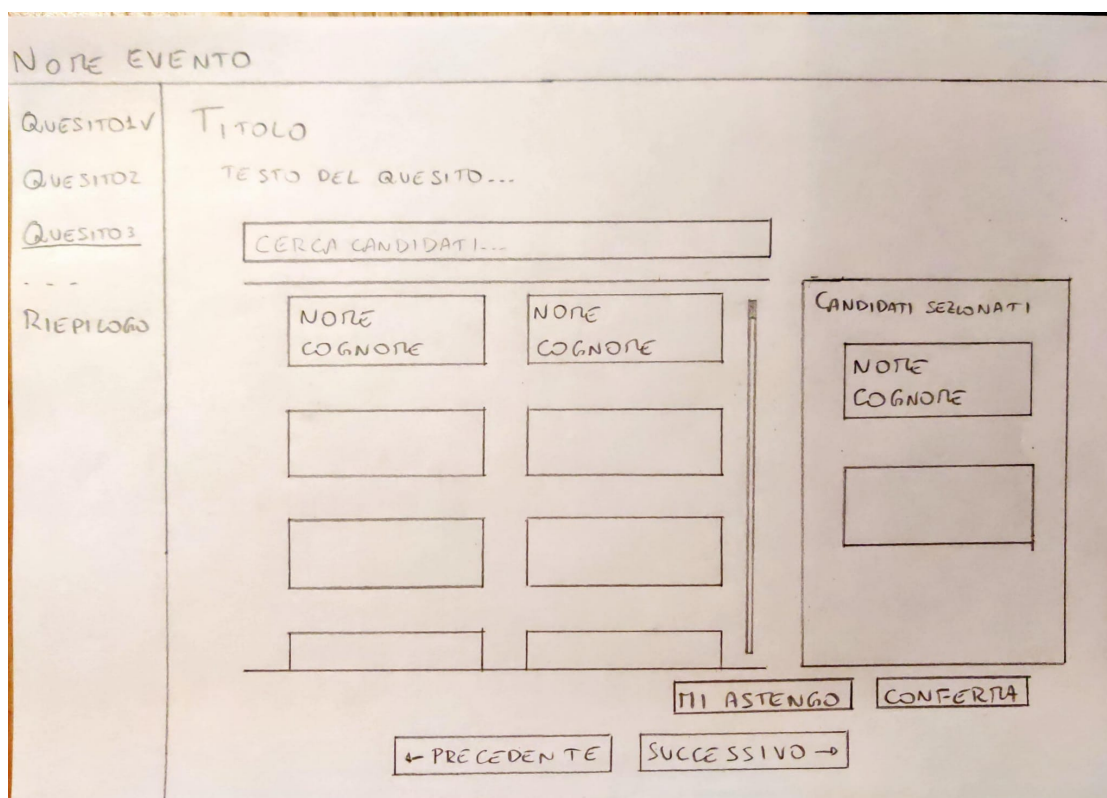 NOME EVENTO
QUESITO1 V
QUESITO2
QUESITO3
...
RIEPILOGO
TITOLO
TESTO DEL QUESITO...
CERCA CANDIDATI...
NOME
COGNOME
NOME
COGNOME
CANDIDATI SEZIONATI
NOME
COGNOME
MI ASTENGO
CONFERMA
← PRECEDENTE
SUCCESSIVO →